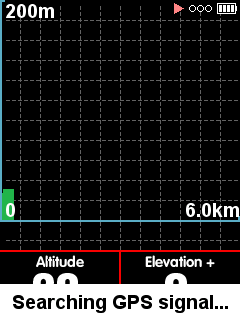 200m
0 6.0km
Altitude Elevation +
Searching GPS signal...